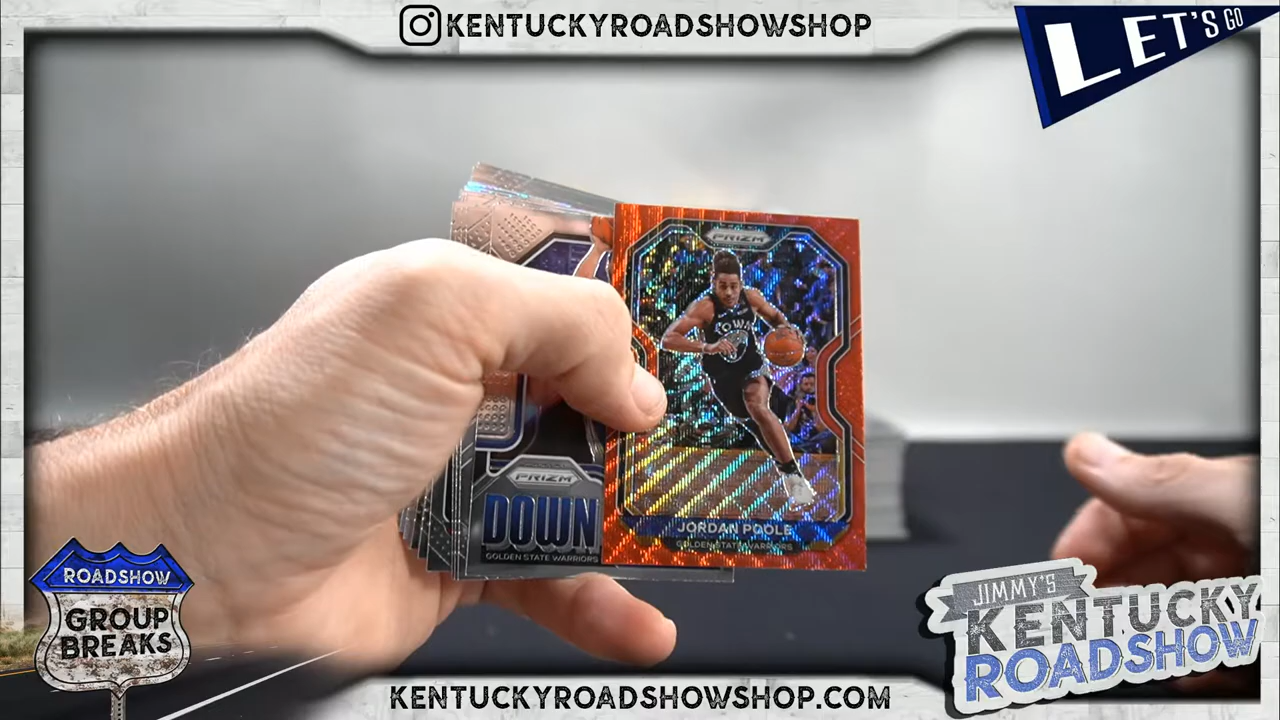 KENTUCKYROADSHOWSHOP
LET'S GO
PRIZM
TOWN
JORDAN POOLE
GOLDEN STATE WARRIORS
PRIZM
DOWN
GOLDEN STATE WARRIORS
ROADSHOW
GROUP
BREAKS
JIMMY'S
KENTUCKY
ROADSHOW
KENTUCKYROADSHOWSHOP.COM